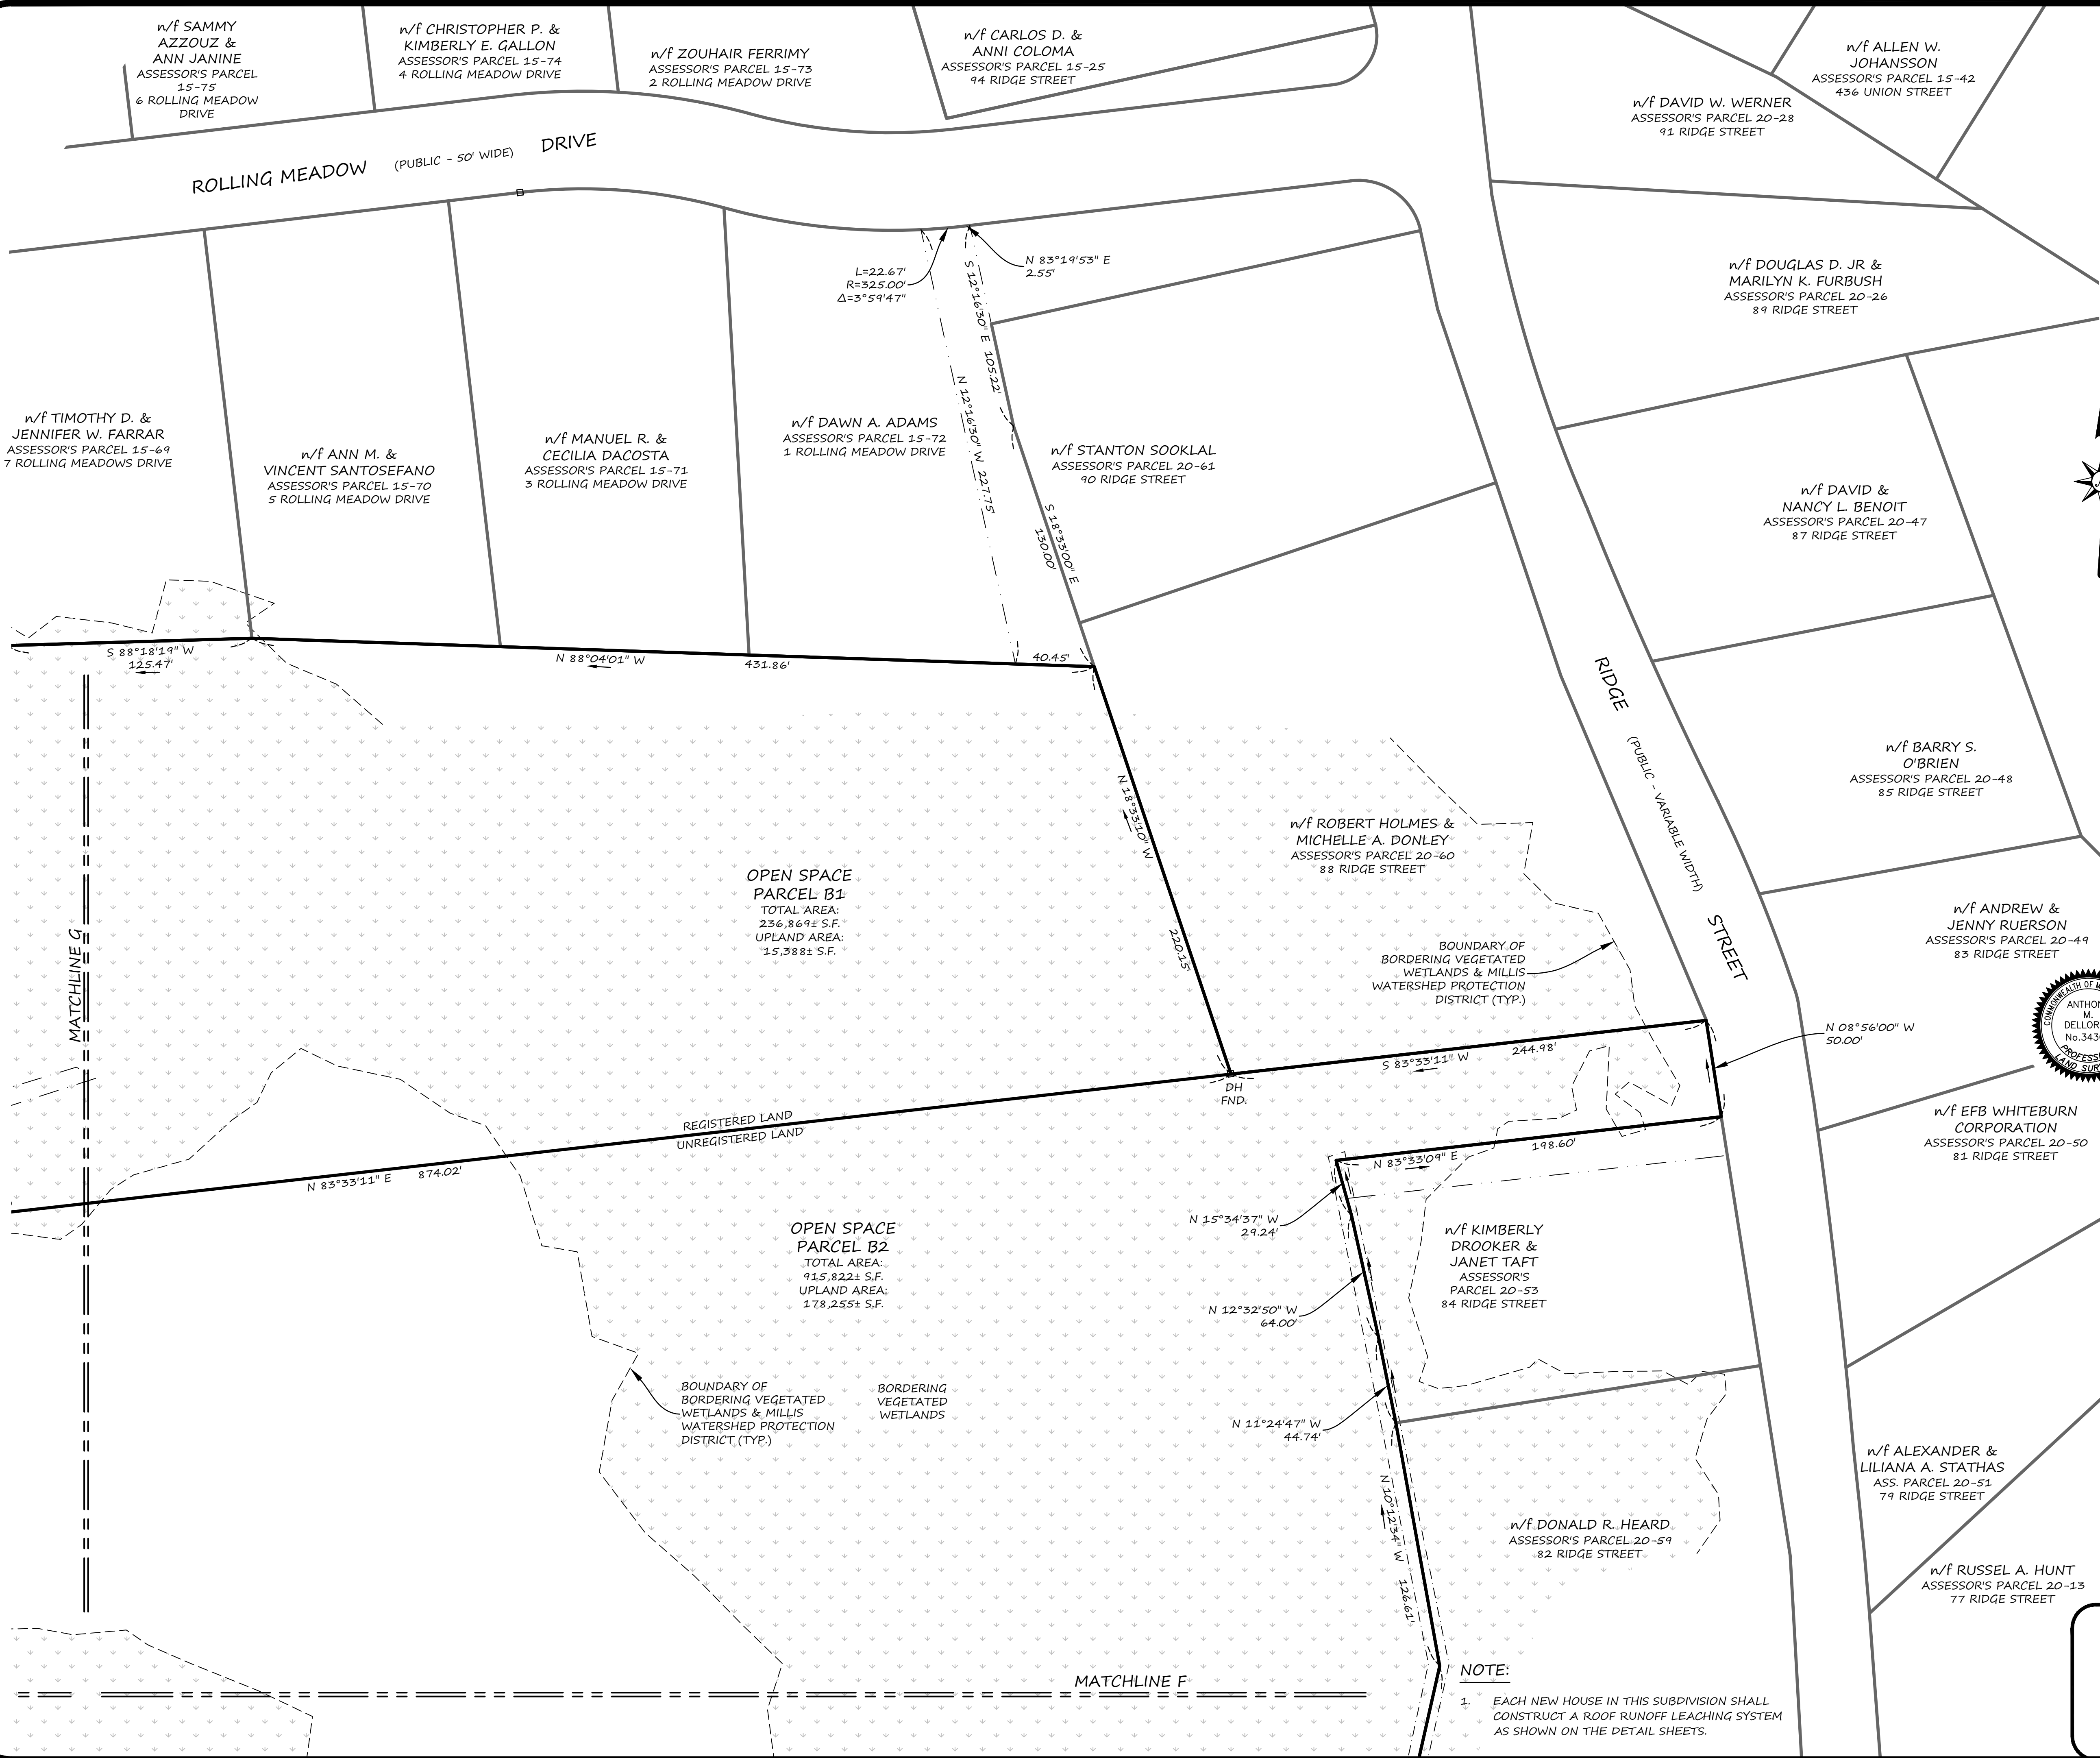 n/f SAMMY
AZZOUZ &
ANN JANINE
ASSESSOR'S PARCEL
15-75
6 ROLLING MEADOW
DRIVE
n/f CHRISTOPHER P. &
KIMBERLY E. GALLON
ASSESSOR'S PARCEL 15-74
4 ROLLING MEADOW DRIVE
n/f ZOUHAIR FERRIMY
ASSESSOR'S PARCEL 15-73
2 ROLLING MEADOW DRIVE
n/f CARLOS D. &
ANNI COLOMA
ASSESSOR'S PARCEL 15-25
94 RIDGE STREET
n/f ALLEN W.
JOHANSSON
ASSESSOR'S PARCEL 15-42
436 UNION STREET
n/f DAVID W. WERNER
ASSESSOR'S PARCEL 20-28
91 RIDGE STREET
ROLLING MEADOW (PUBLIC - 50' WIDE) DRIVE
L=22.67'
R=325.00'
Δ=3°59'47"
N 83°19'53" E
2.55'
S 12°16'30" E 105.22'
N 12°16'30" W 227.75'
S 18°33'00" E
130.00'
n/f DOUGLAS D. JR &
MARILYN K. FURBUSH
ASSESSOR'S PARCEL 20-26
89 RIDGE STREET
n/f TIMOTHY D. &
JENNIFER W. FARRAR
ASSESSOR'S PARCEL 15-69
7 ROLLING MEADOWS DRIVE
n/f ANN M. &
VINCENT SANTOSEFANO
ASSESSOR'S PARCEL 15-70
5 ROLLING MEADOW DRIVE
n/f MANUEL R. &
CECILIA DACOSTA
ASSESSOR'S PARCEL 15-71
3 ROLLING MEADOW DRIVE
n/f DAWN A. ADAMS
ASSESSOR'S PARCEL 15-72
1 ROLLING MEADOW DRIVE
n/f STANTON SOOKLAL
ASSESSOR'S PARCEL 20-61
90 RIDGE STREET
n/f DAVID &
NANCY L. BENOIT
ASSESSOR'S PARCEL 20-47
87 RIDGE STREET
S 88°18'19" W
125.47'
N 88°04'01" W 431.86'
40.45'
RIDGE (PUBLIC - VARIABLE WIDTH) STREET
n/f BARRY S.
O'BRIEN
ASSESSOR'S PARCEL 20-48
85 RIDGE STREET
N 18°33'10" W 220.15'
n/f ROBERT HOLMES &
MICHELLE A. DONLEY
ASSESSOR'S PARCEL 20-60
88 RIDGE STREET
OPEN SPACE
PARCEL B1
TOTAL AREA:
236,869± S.F.
UPLAND AREA:
15,388± S.F.
MATCHLINE G
BOUNDARY OF
BORDERING VEGETATED
WETLANDS & MILLIS
WATERSHED PROTECTION
DISTRICT (TYP.)
n/f ANDREW &
JENNY RUERSON
ASSESSOR'S PARCEL 20-49
83 RIDGE STREET
COMMONWEALTH OF
ANTHON
M.
DELLOR
No.343
PROFESS
LAND SUR
N 08°56'00" W
50.00'
S 83°33'11" W 244.98'
DH
FND.
REGISTERED LAND
UNREGISTERED LAND
N 83°33'11" E 874.02'
N 83°33'09" E 198.60'
n/f EFB WHITEBURN
CORPORATION
ASSESSOR'S PARCEL 20-50
81 RIDGE STREET
N 15°34'37" W
29.24'
OPEN SPACE
PARCEL B2
TOTAL AREA:
915,822± S.F.
UPLAND AREA:
178,255± S.F.
n/f KIMBERLY
DROOKER &
JANET TAFT
ASSESSOR'S
PARCEL 20-53
84 RIDGE STREET
N 12°32'50" W
64.00'
BOUNDARY OF
BORDERING VEGETATED
WETLANDS & MILLIS
WATERSHED PROTECTION
DISTRICT (TYP.)
BORDERING
VEGETATED
WETLANDS
N 11°24'47" W
44.74'
N 10°12'34" W 126.61'
n/f ALEXANDER &
LILIANA A. STATHAS
ASS. PARCEL 20-51
79 RIDGE STREET
n/f DONALD R. HEARD
ASSESSOR'S PARCEL 20-59
82 RIDGE STREET
n/f RUSSEL A. HUNT
ASSESSOR'S PARCEL 20-13
77 RIDGE STREET
MATCHLINE F
NOTE:
1. EACH NEW HOUSE IN THIS SUBDIVISION SHALL
CONSTRUCT A ROOF RUNOFF LEACHING SYSTEM
AS SHOWN ON THE DETAIL SHEETS.